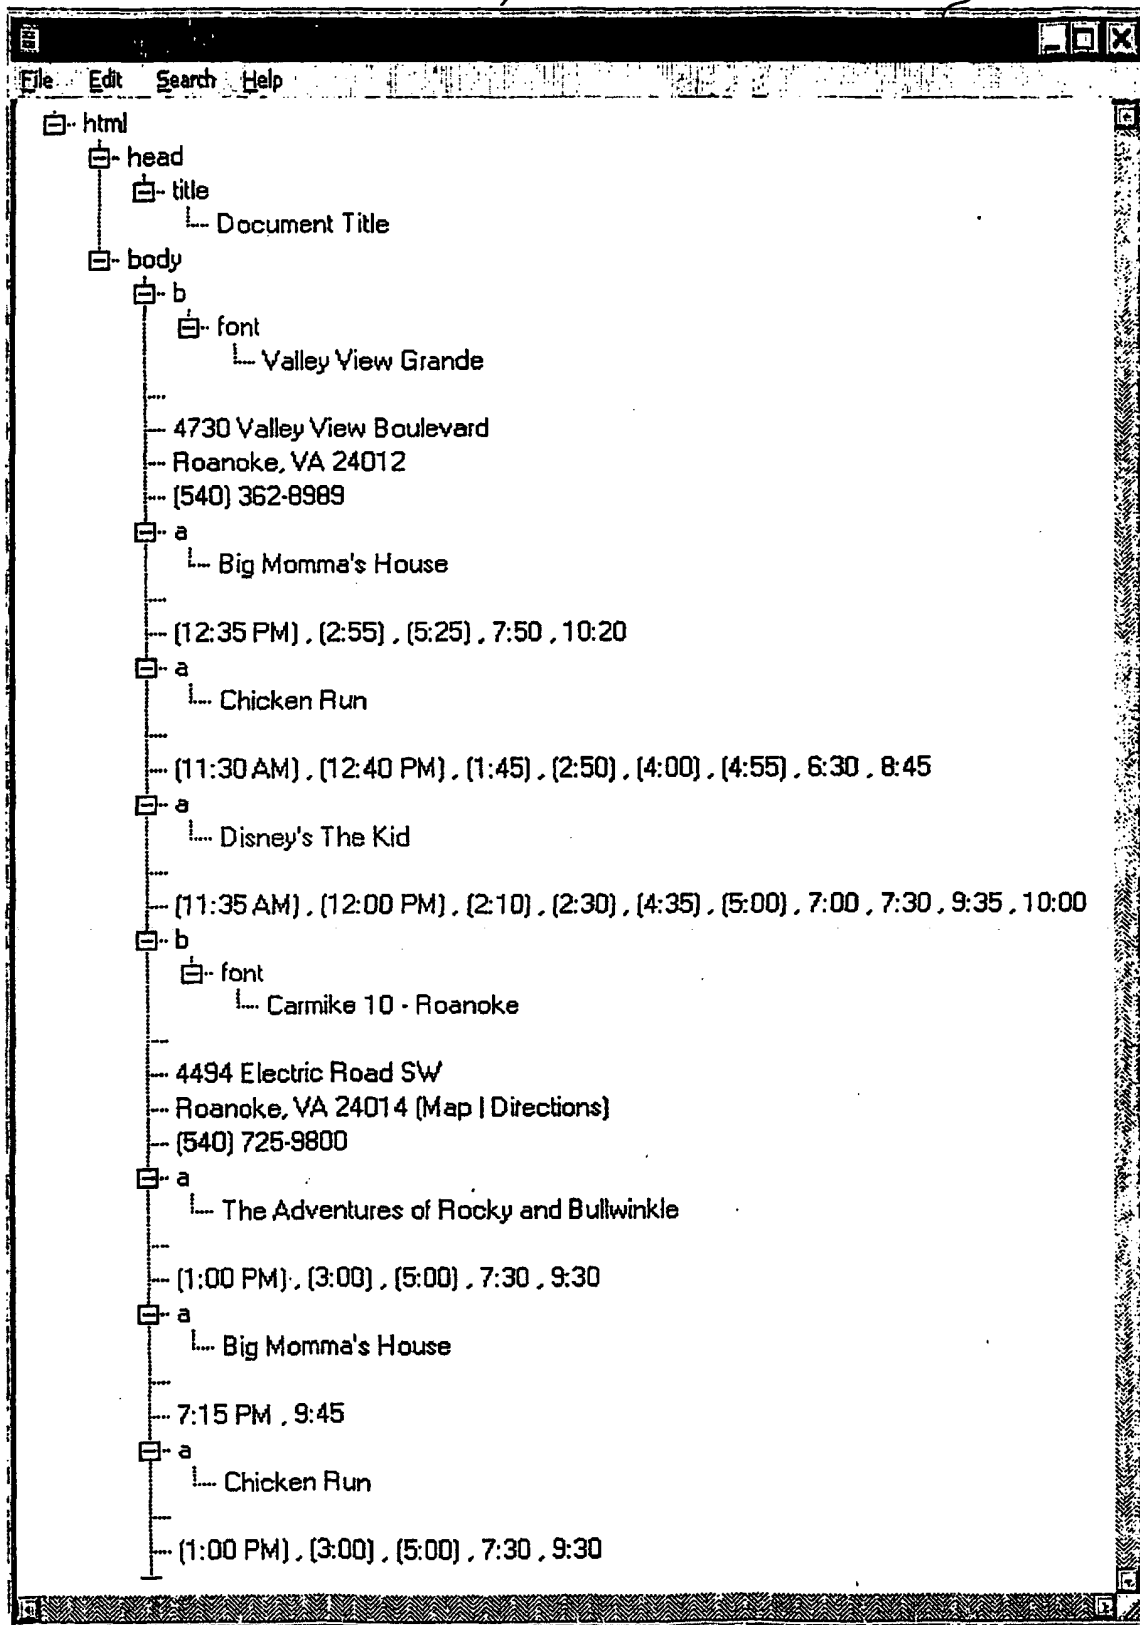 File Edit Search Help
html
head
title
Document Title
body
b
font
Valley View Grande
4730 Valley View Boulevard
Roanoke, VA 24012
(540) 362-8989
a
Big Momma's House
(12:35 PM) , (2:55) , (5:25) , 7:50 , 10:20
a
Chicken Run
(11:30 AM) , (12:40 PM) , (1:45) , (2:50) , (4:00) , (4:55) , 6:30 , 8:45
a
Disney's The Kid
(11:35 AM) , (12:00 PM) , (2:10) , (2:30) , (4:35) , (5:00) , 7:00 , 7:30 , 9:35 , 10:00
b
font
Carmike 10 - Roanoke
4494 Electric Road SW
Roanoke, VA 24014 (Map | Directions)
(540) 725-9800
a
The Adventures of Rocky and Bullwinkle
(1:00 PM) , (3:00) , (5:00) , 7:30 , 9:30
a
Big Momma's House
7:15 PM , 9:45
a
Chicken Run
(1:00 PM) , (3:00) , (5:00) , 7:30 , 9:30